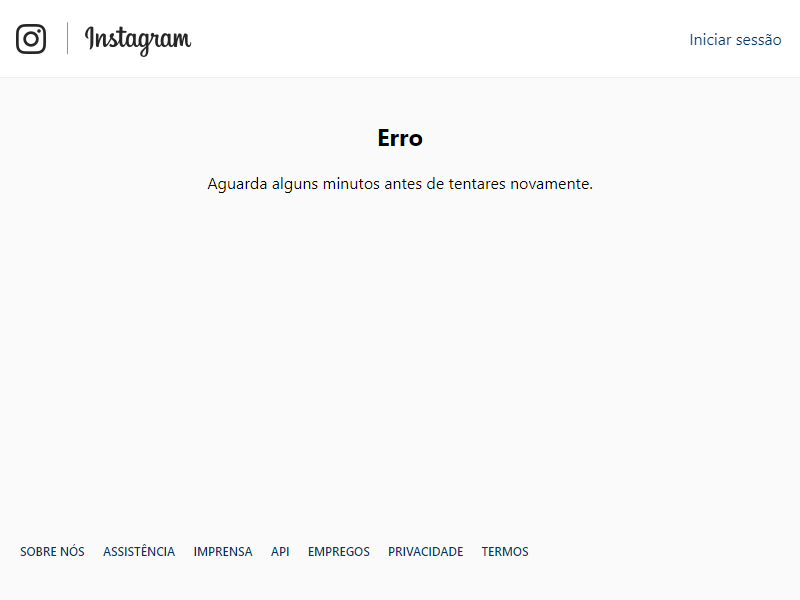 Instagram
Iniciar sessão
Erro
Aguarda alguns minutos antes de tentares novamente.
SOBRE NÓS ASSISTÊNCIA IMPRENSA API EMPREGOS PRIVACIDADE TERMOS